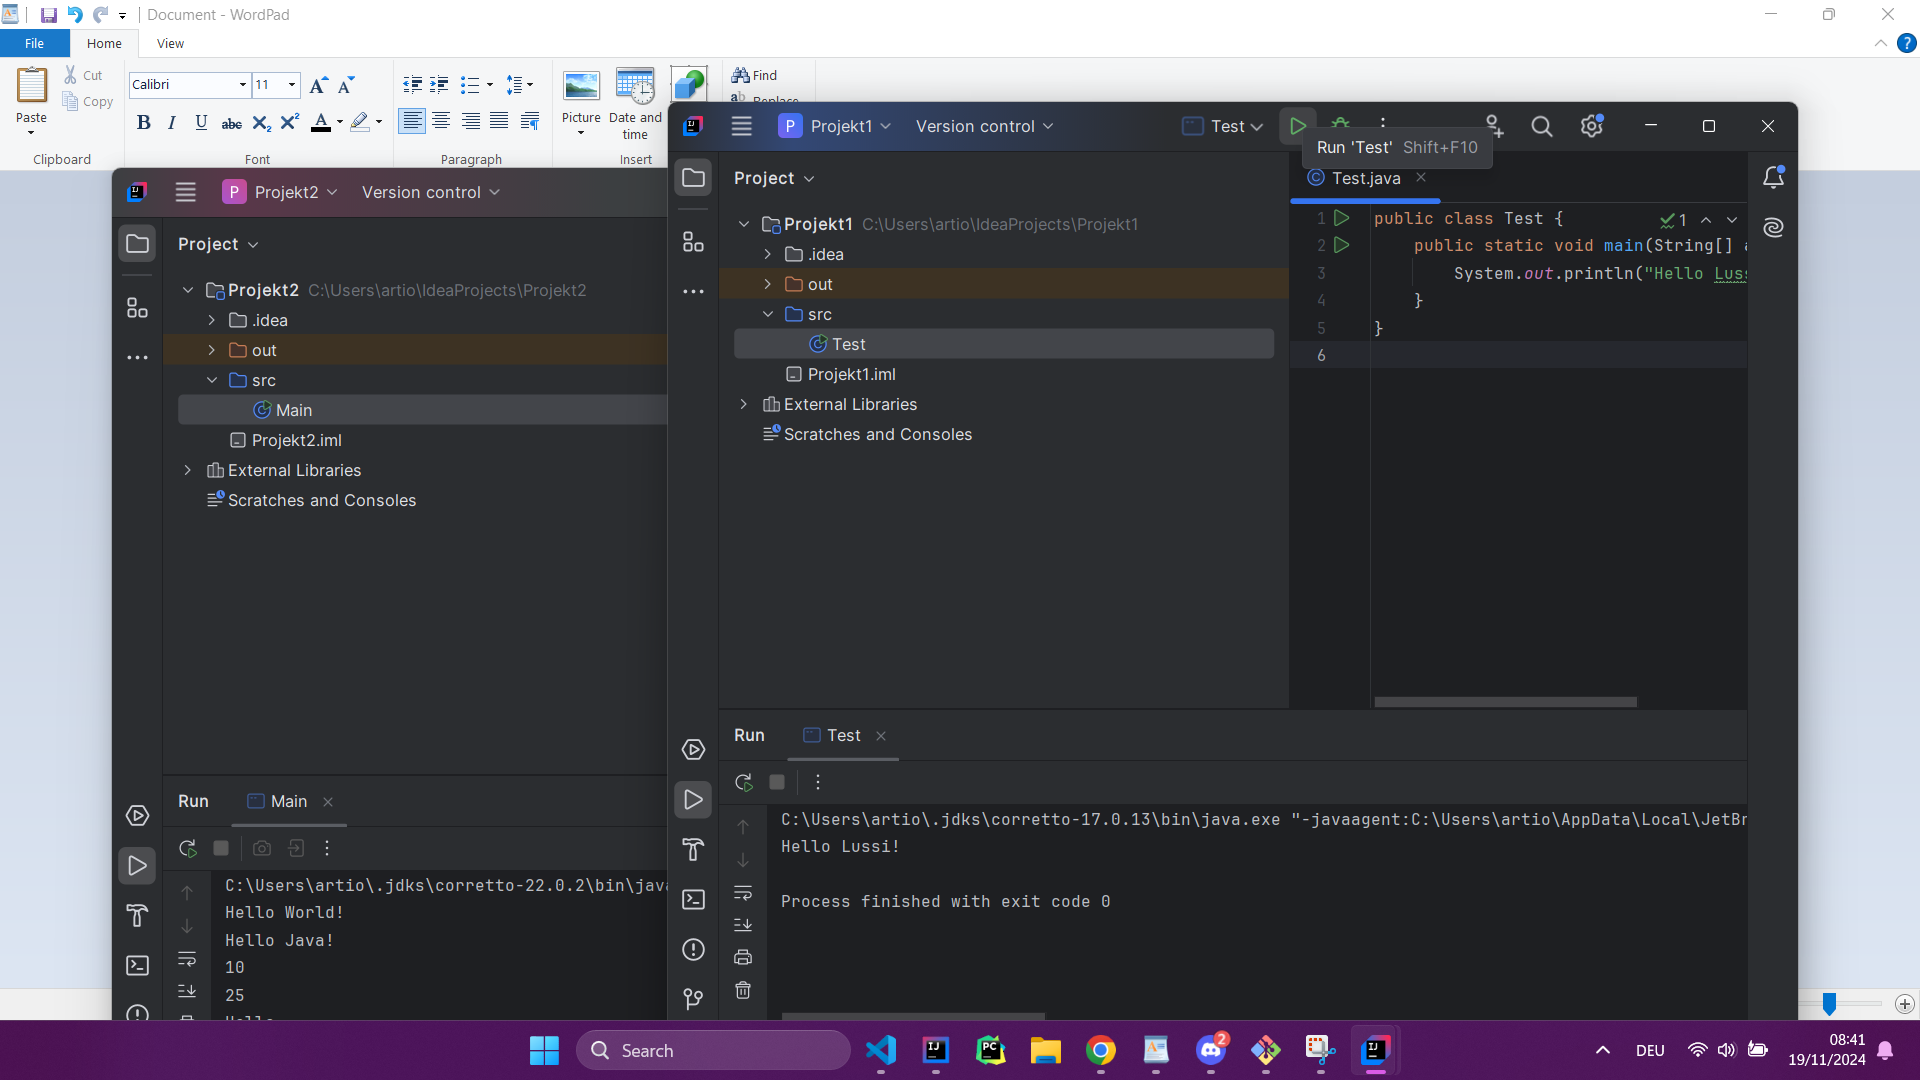 Document - WordPad
File
Home
View
Paste
Cut
Copy
Calibri
11
Clipboard
Font
Paragraph
Picture
Date and time
Insert
Find
Replace
P Projekt2
Version control
Project
Projekt2 C:\Users\artio\IdeaProjects\Projekt2
.idea
out
src
Main
Projekt2.iml
External Libraries
Scratches and Consoles
Run
Main
C:\Users\artio\.jdks\corretto-22.0.2\bin\java
Hello World!
Hello Java!
10
25
P Projekt1
Version control
Test
Run 'Test' Shift+F10
Project
Projekt1 C:\Users\artio\IdeaProjects\Projekt1
.idea
out
src
Test
Projekt1.iml
External Libraries
Scratches and Consoles
Test.java
1 public class Test {
1
2 public static void main(String[] a
3 System.out.println("Hello Luss
4 }
5 }
6
Run
Test
C:\Users\artio\.jdks\corretto-17.0.13\bin\java.exe "-javaagent:C:\Users\artio\AppData\Local\JetBr
Hello Lussi!
Process finished with exit code 0
Search
2
DEU
08:41
19/11/2024